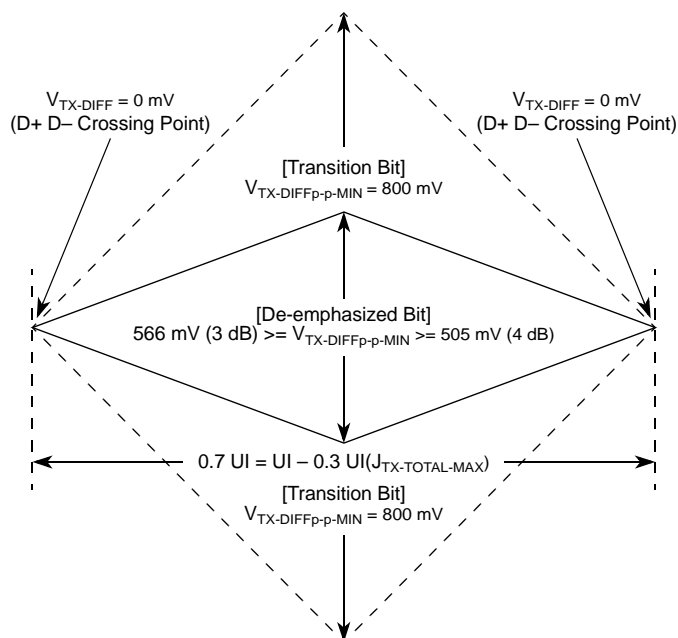 V_TX-DIFF = 0 mV
(D+ D– Crossing Point)
V_TX-DIFF = 0 mV
(D+ D– Crossing Point)
[Transition Bit]
V_TX-DIFFp-p-MIN = 800 mV
[De-emphasized Bit]
566 mV (3 dB) >= V_TX-DIFFp-p-MIN >= 505 mV (4 dB)
0.7 UI = UI – 0.3 UI(J_TX-TOTAL-MAX)
[Transition Bit]
V_TX-DIFFp-p-MIN = 800 mV